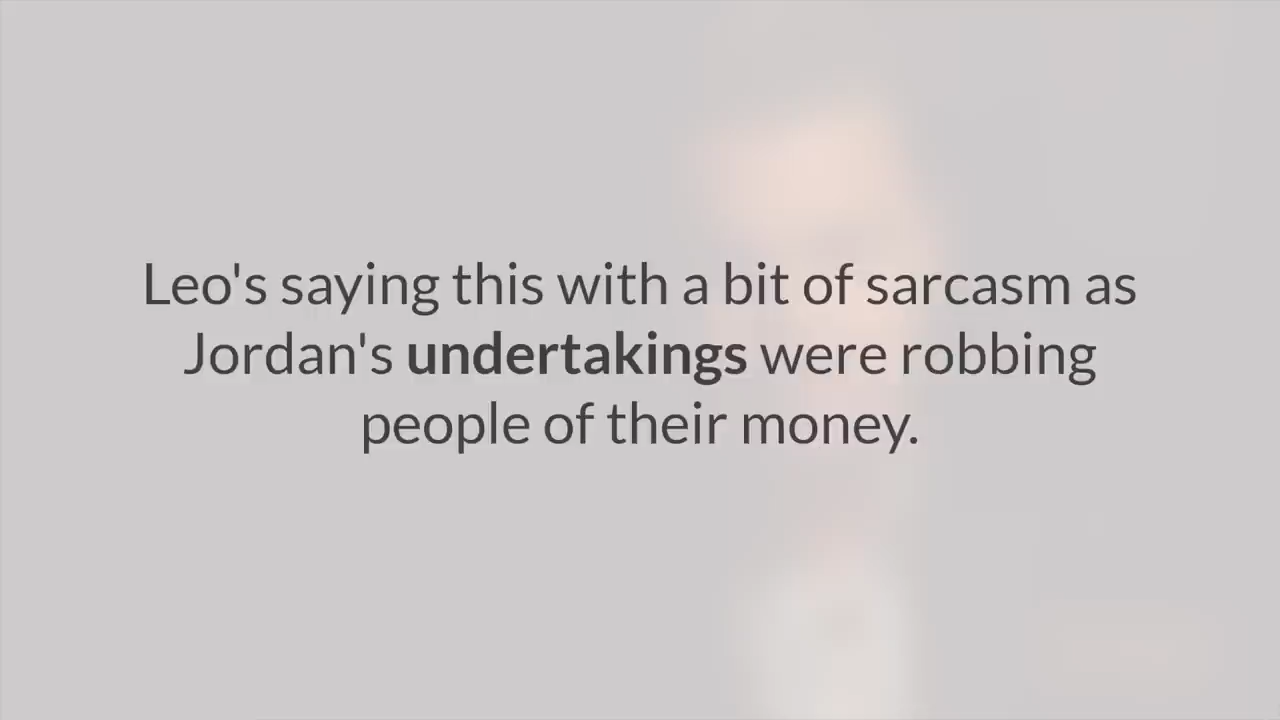 Leo's saying this with a bit of sarcasm as
Jordan's undertakings were robbing
people of their money.